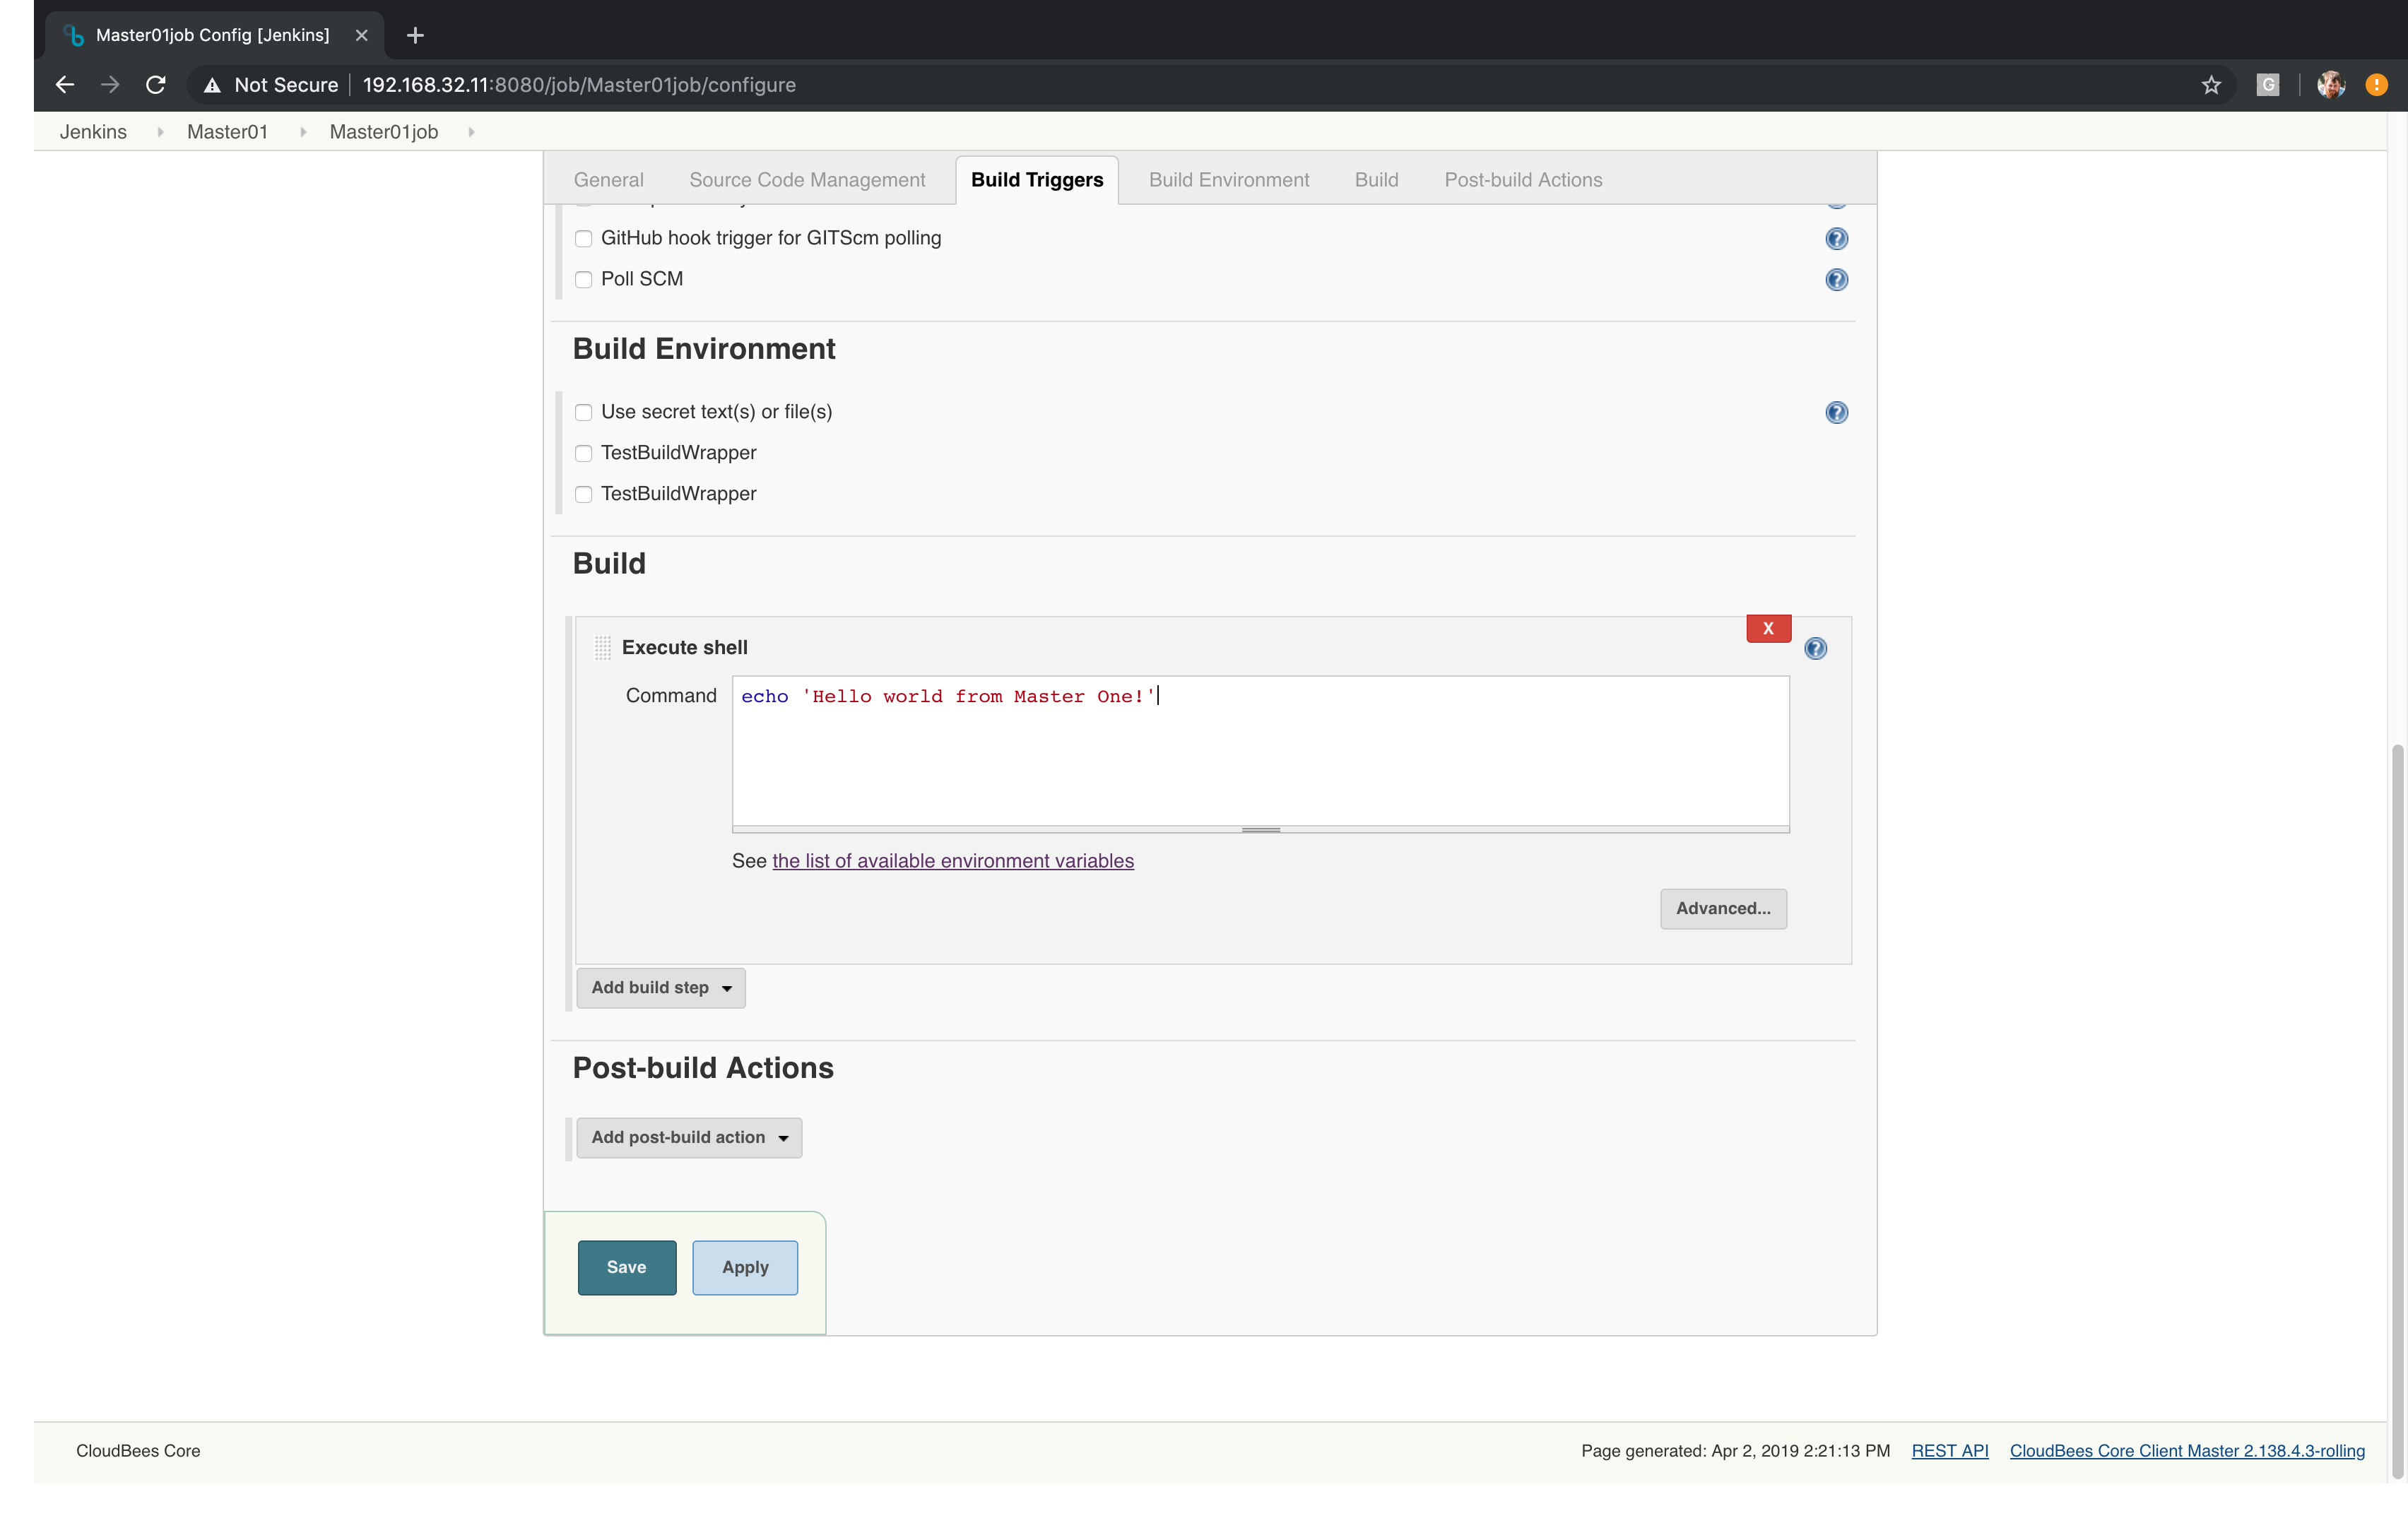 Master01job Config [Jenkins]
Not Secure 192.168.32.11:8080/job/Master01job/configure
G
Jenkins Master01 Master01job
General Source Code Management Build Triggers Build Environment Build Post-build Actions
GitHub hook trigger for GITScm polling
Poll SCM
Build Environment
Use secret text(s) or file(s)
TestBuildWrapper
TestBuildWrapper
Build
X
Execute shell
Command echo 'Hello world from Master One!'
See the list of available environment variables
Advanced...
Add build step
Post-build Actions
Add post-build action
Save Apply
CloudBees Core Page generated: Apr 2, 2019 2:21:13 PM REST API CloudBees Core Client Master 2.138.4.3-rolling